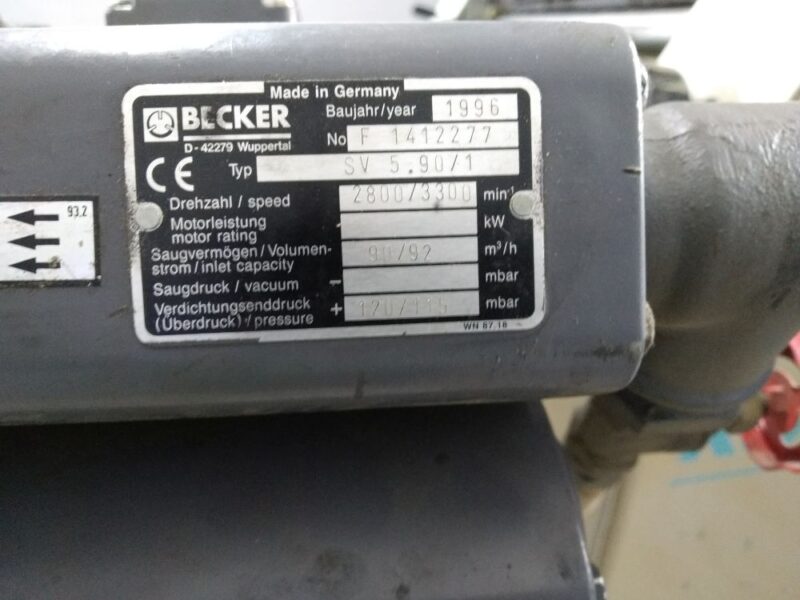 Made in Germany
BECKER
D-42279 Wuppertal
Baujahr/year 1996
No F 1412277
CE Typ SV 5.90/1
Drehzahl / speed 2800/3300 min-1
Motorleistung
motor rating kW
Saugvermögen/Volumen-
strom/inlet capacity 90/92 m³/h
Saugdruck / vacuum − mbar
Verdichtungsenddruck
(Überdruck)/pressure + 120/115 mbar
WN 87.18
93.2